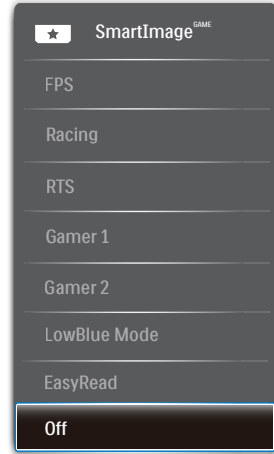 SmartImage GAME
FPS
Racing
RTS
Gamer 1
Gamer 2
LowBlue Mode
EasyRead
Off